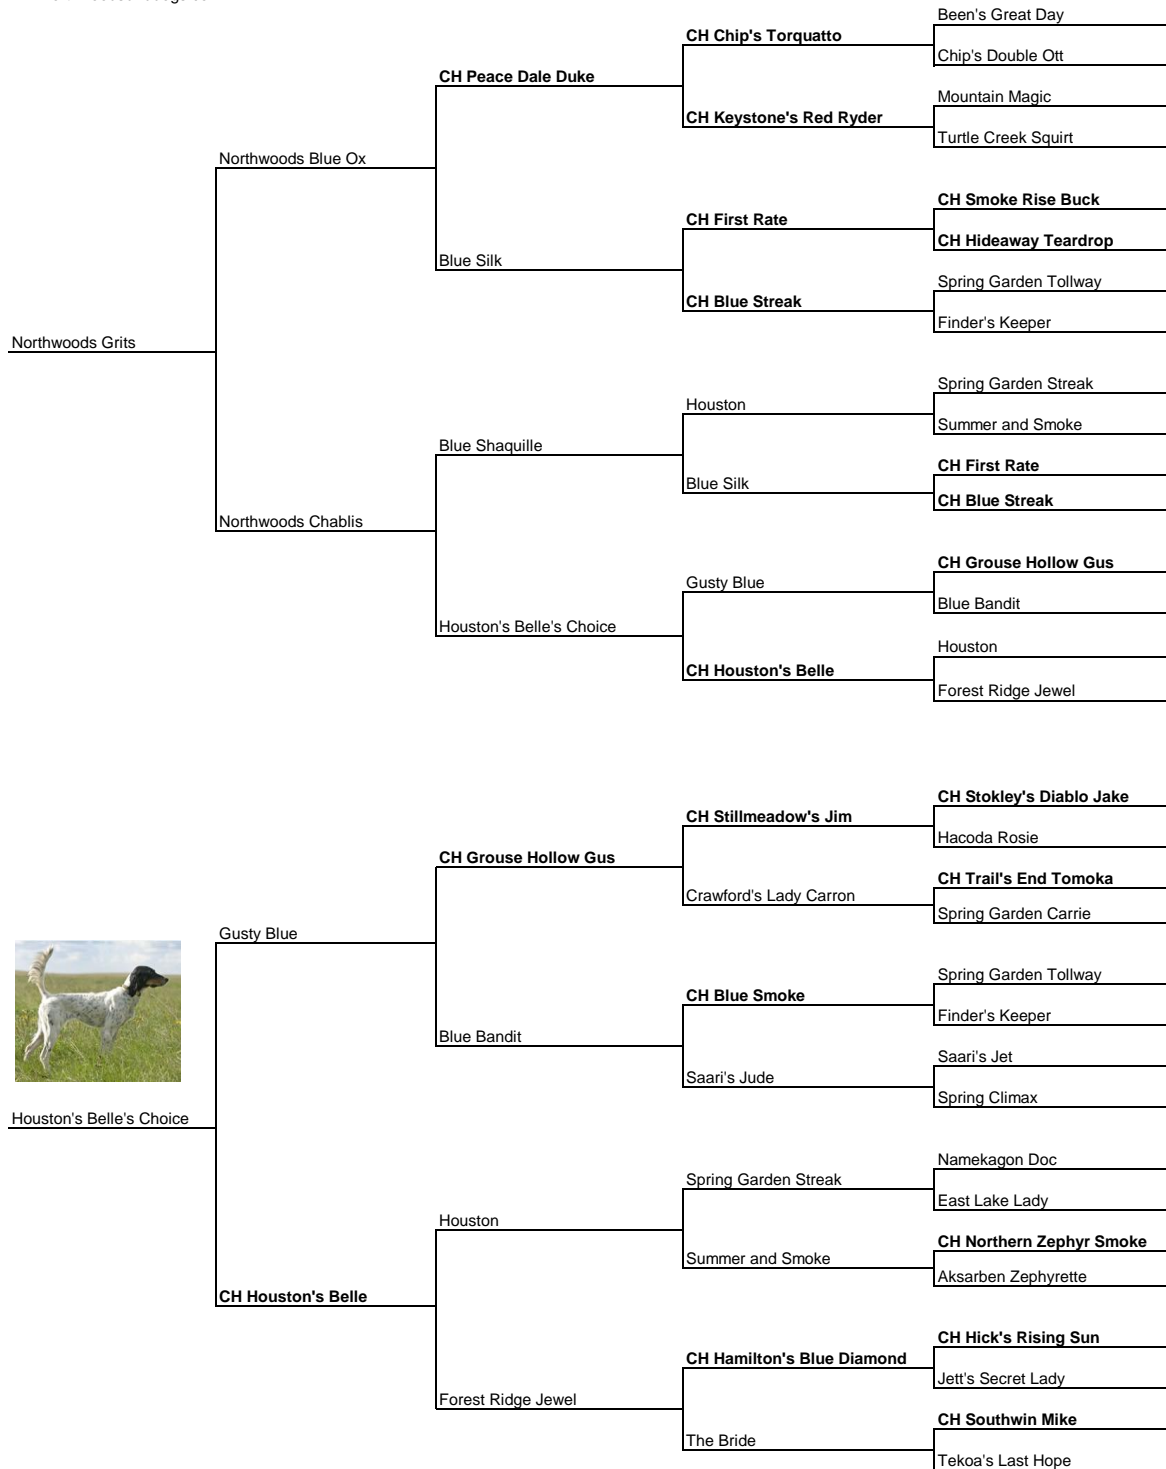 Been's Great Day
CH Chip's Torquatto
Chip's Double Ott
CH Peace Dale Duke
Mountain Magic
CH Keystone's Red Ryder
Turtle Creek Squirt
Northwoods Blue Ox
CH Smoke Rise Buck
CH First Rate
CH Hideaway Teardrop
Blue Silk
Spring Garden Tollway
CH Blue Streak
Finder's Keeper
Northwoods Grits
Spring Garden Streak
Houston
Summer and Smoke
Blue Shaquille
CH First Rate
Blue Silk
CH Blue Streak
Northwoods Chablis
CH Grouse Hollow Gus
Gusty Blue
Blue Bandit
Houston's Belle's Choice
Houston
CH Houston's Belle
Forest Ridge Jewel
CH Stokley's Diablo Jake
CH Stillmeadow's Jim
Hacoda Rosie
CH Grouse Hollow Gus
CH Trail's End Tomoka
Crawford's Lady Carron
Spring Garden Carrie
Gusty Blue
Spring Garden Tollway
CH Blue Smoke
Finder's Keeper
Blue Bandit
Saari's Jet
Saari's Jude
Spring Climax
Houston's Belle's Choice
Namekagon Doc
Spring Garden Streak
East Lake Lady
Houston
CH Northern Zephyr Smoke
Summer and Smoke
Aksarben Zephyrette
CH Houston's Belle
CH Hick's Rising Sun
CH Hamilton's Blue Diamond
Jett's Secret Lady
Forest Ridge Jewel
CH Southwin Mike
The Bride
Tekoa's Last Hope